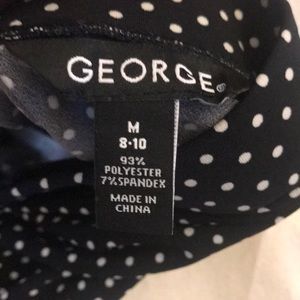 GEORGE®
M
8-10
93%
POLYESTER
7% SPANDEX
MADE IN
CHINA